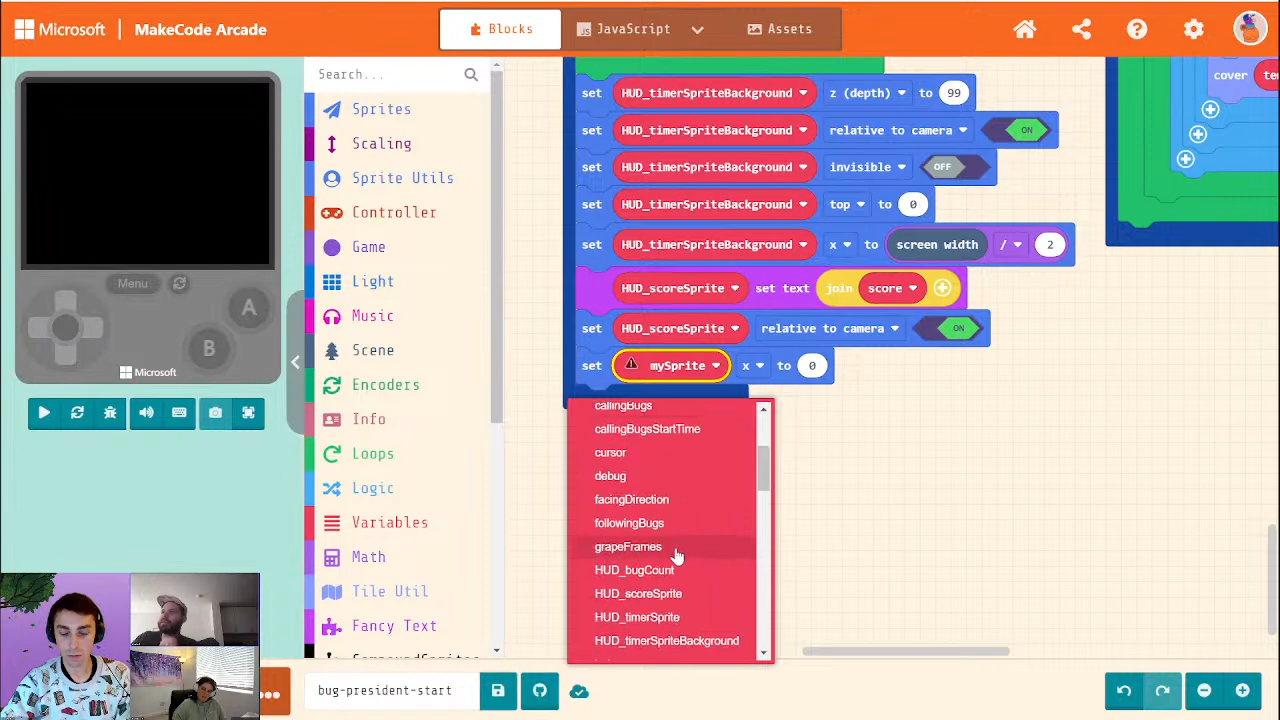 Microsoft
MakeCode Arcade
Blocks
JavaScript
Assets
Search...
Sprites
Scaling
Sprite Utils
Controller
Game
Light
Music
Scene
Encoders
Info
Loops
Logic
Variables
Math
Tile Util
Fancy Text
Menu
A
B
Microsoft
set HUD_timerSpriteBackground z (depth) to 99
set HUD_timerSpriteBackground relative to camera ON
set HUD_timerSpriteBackground invisible OFF
set HUD_timerSpriteBackground top to 0
set HUD_timerSpriteBackground x to screen width / 2
HUD_scoreSprite set text join score
set HUD_scoreSprite relative to camera ON
set mySprite x to 0
callingBugs
callingBugsStartTime
cursor
debug
facingDirection
followingBugs
grapeFrames
HUD_bugCount
HUD_scoreSprite
HUD_timerSprite
HUD_timerSpriteBackground
cover
bug-president-start